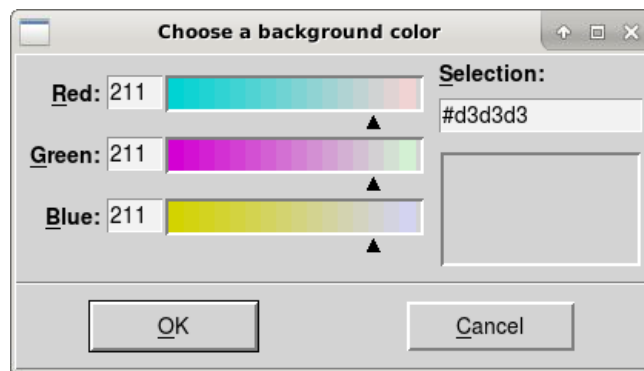 Choose a background color
Red: 211
Selection:
#d3d3d3
Green: 211
Blue: 211
OK
Cancel